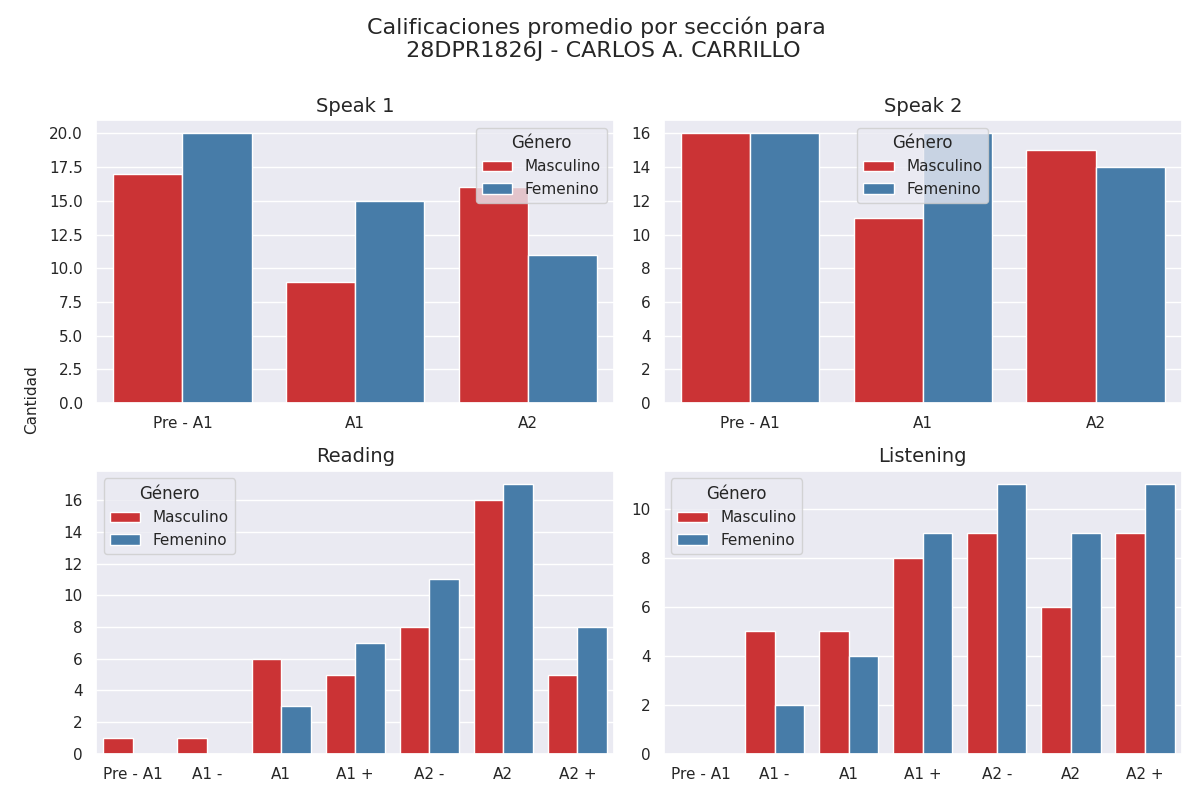 Calificaciones promedio por sección para
28DPR1826J - CARLOS A. CARRILLO
Cantidad
Speak 1
20.0
17.5
15.0
12.5
10.0
7.5
5.0
2.5
0.0
Género
Masculino
Femenino
Pre - A1 A1 A2
Speak 2
16
14
12
10
8
6
4
2
0
Género
Masculino
Femenino
Pre - A1 A1 A2
Reading
16
14
12
10
8
6
4
2
0
Género
Masculino
Femenino
Pre - A1 A1 - A1 A1 + A2 - A2 A2 +
Listening
10
8
6
4
2
0
Género
Masculino
Femenino
Pre - A1 A1 - A1 A1 + A2 - A2 A2 +